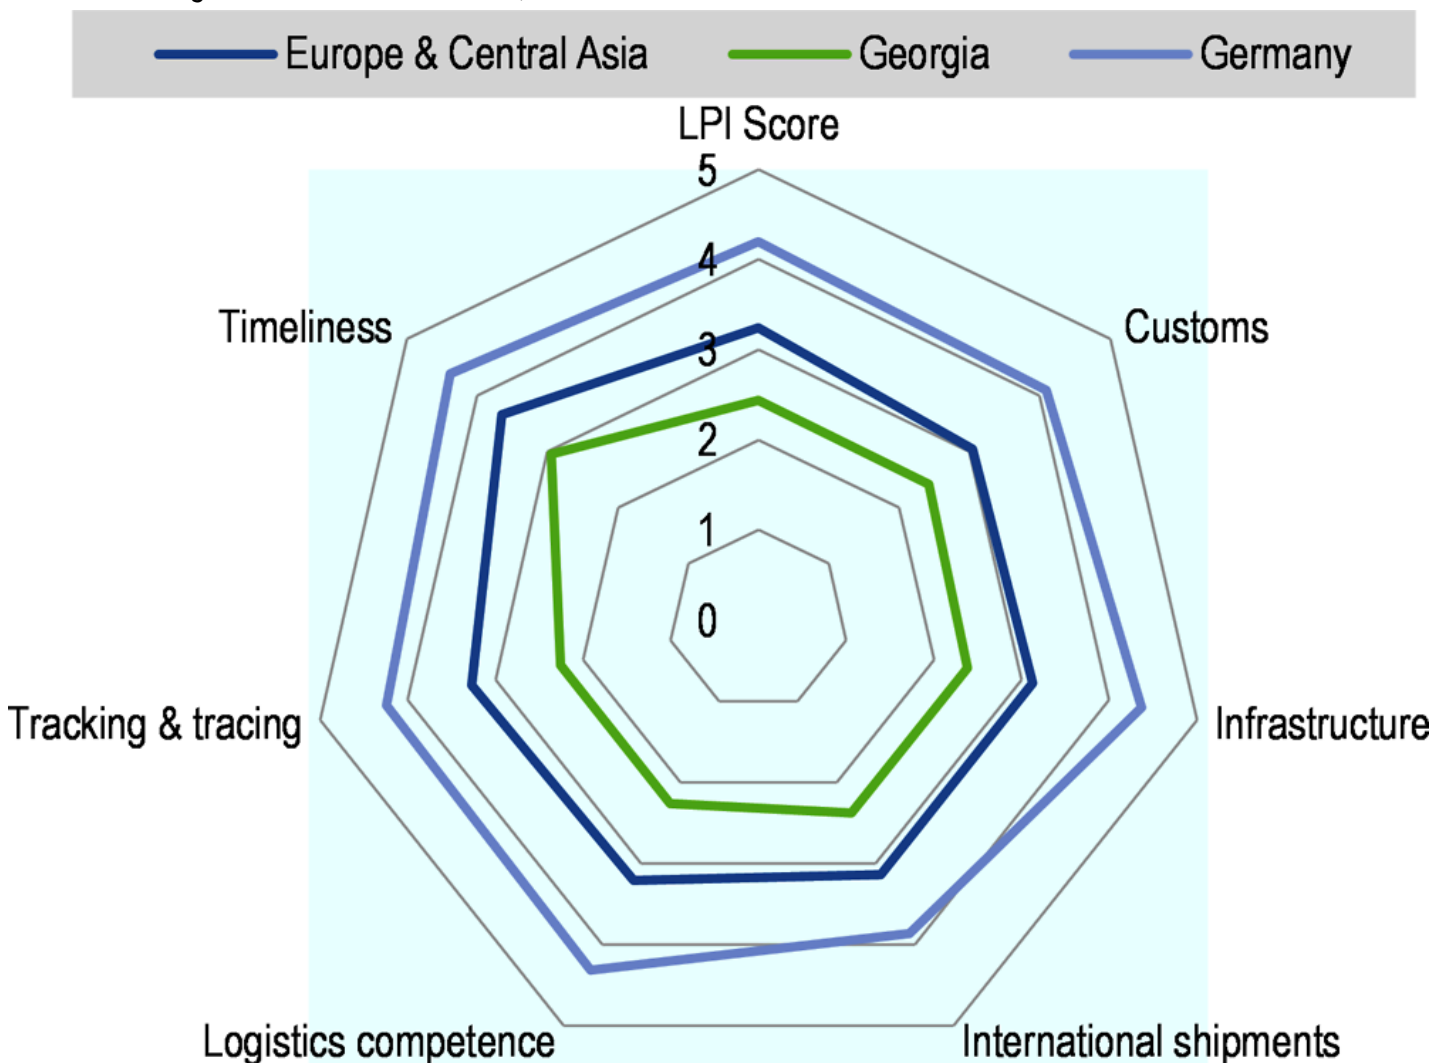 Europe & Central Asia Georgia Germany
LPI Score
5
4
3
2
1
0
Customs
Infrastructure
International shipments
Logistics competence
Tracking & tracing
Timeliness